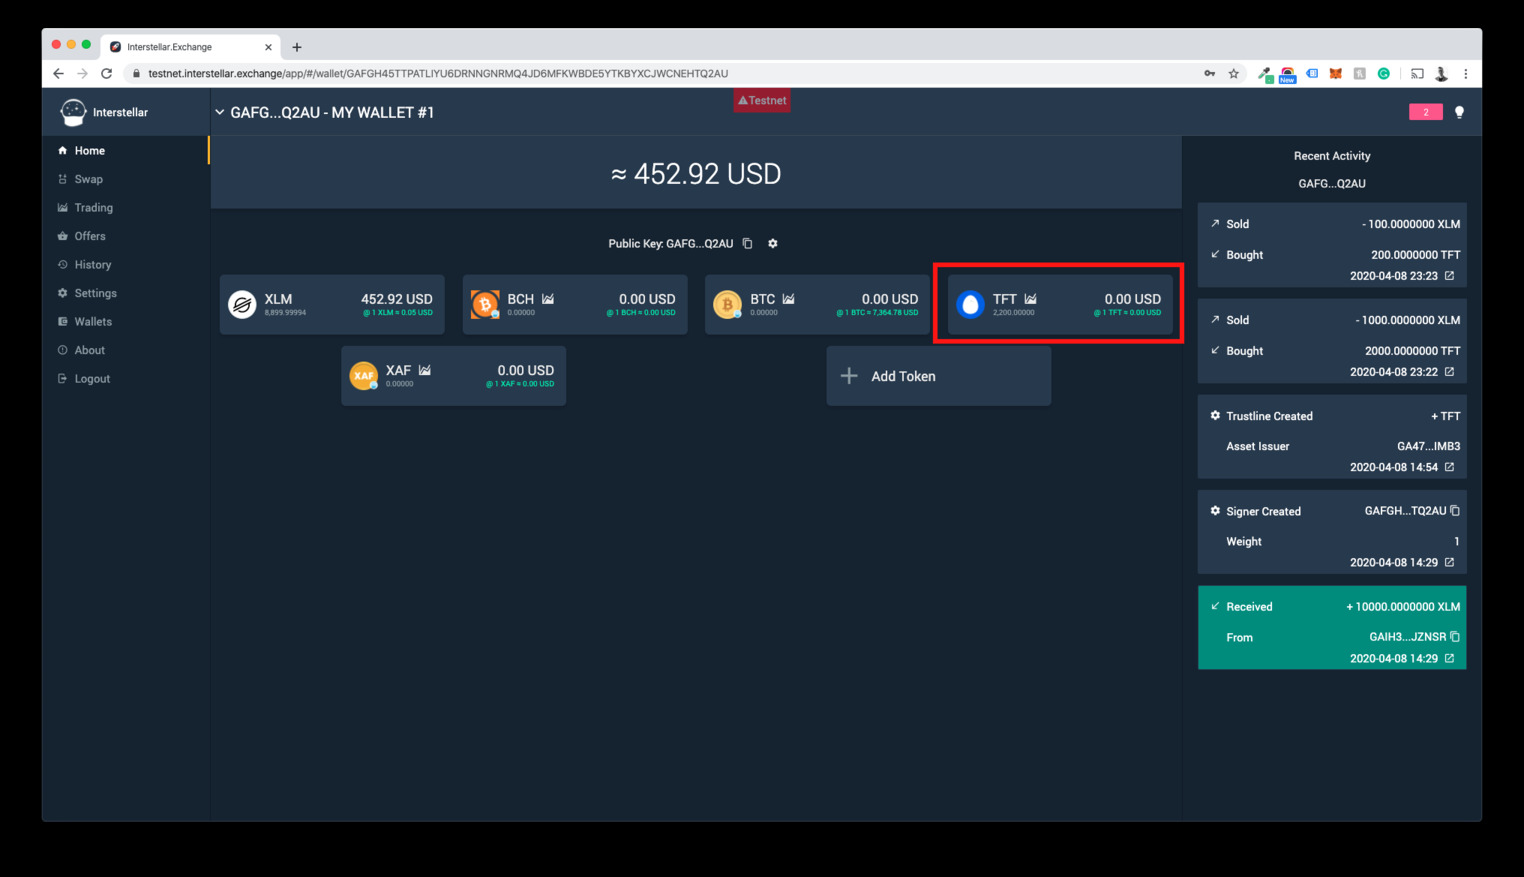 Interstellar.Exchange
testnet.interstellar.exchange/app/#/wallet/GAFGH45TTPATLIYU6DRNNGNRMQ4JD6MFKWBDE5YTKBYXCJWCNEHTQ2AU
New
Interstellar
GAFG...Q2AU - MY WALLET #1
Testnet
2
Home
Swap
Trading
Offers
History
Settings
Wallets
About
Logout
≈ 452.92 USD
Public Key: GAFG...Q2AU
XLM 452.92 USD
8,899.99994 @ 1 XLM ≈ 0.05 USD
BCH 0.00 USD
0.00000 @ 1 BCH ≈ 0.00 USD
BTC 0.00 USD
0.00000 @ 1 BTC ≈ 7,364.78 USD
TFT 0.00 USD
2,200.00000 @ 1 TFT ≈ 0.00 USD
XAF XAF 0.00 USD
0.00000 @ 1 XAF ≈ 0.00 USD
Add Token
Recent Activity
GAFG...Q2AU
Sold - 100.0000000 XLM
Bought 200.0000000 TFT
2020-04-08 23:23
Sold - 1000.0000000 XLM
Bought 2000.0000000 TFT
2020-04-08 23:22
Trustline Created + TFT
Asset Issuer GA47...IMB3
2020-04-08 14:54
Signer Created GAFGH...TQ2AU
Weight 1
2020-04-08 14:29
Received + 10000.0000000 XLM
From GAIH3...JZNSR
2020-04-08 14:29